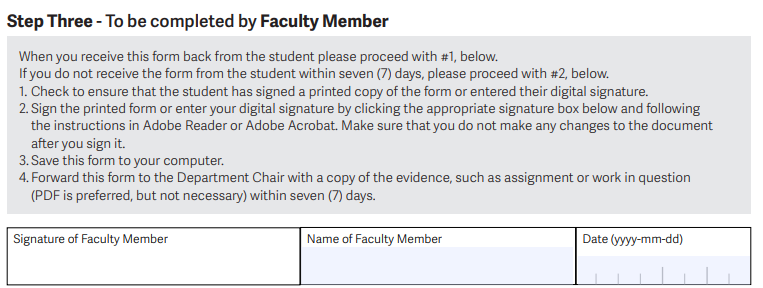 Step Three - To be completed by Faculty Member
When you receive this form back from the student please proceed with #1, below.
If you do not receive the form from the student within seven (7) days, please proceed with #2, below.
1. Check to ensure that the student has signed a printed copy of the form or entered their digital signature.
2. Sign the printed form or enter your digital signature by clicking the appropriate signature box below and following
the instructions in Adobe Reader or Adobe Acrobat. Make sure that you do not make any changes to the document
after you sign it.
3. Save this form to your computer.
4. Forward this form to the Department Chair with a copy of the evidence, such as assignment or work in question
(PDF is preferred, but not necessary) within seven (7) days.
Signature of Faculty Member
Name of Faculty Member
Date (yyyy-mm-dd)